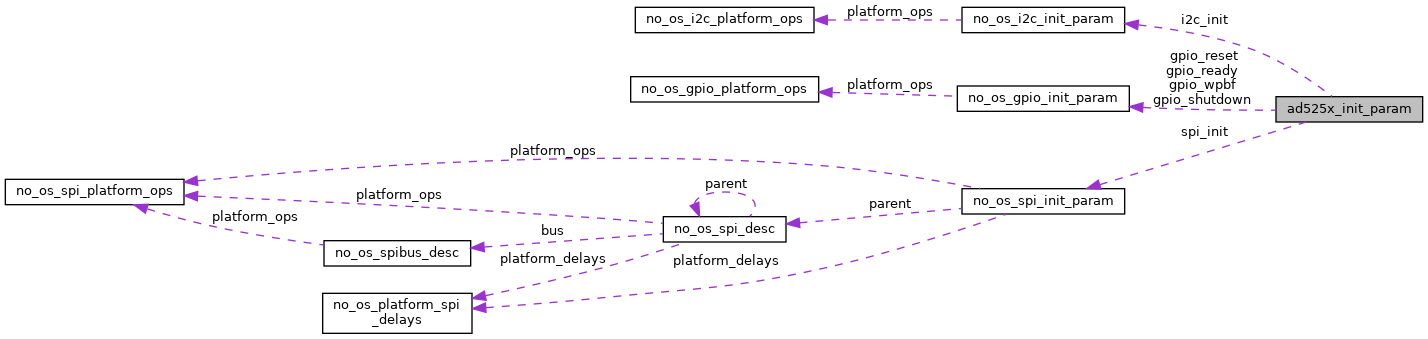 no_os_i2c_platform_ops
platform_ops
no_os_i2c_init_param
i2c_init
no_os_gpio_platform_ops
platform_ops
no_os_gpio_init_param
gpio_reset
gpio_ready
gpio_wpbf
gpio_shutdown
ad525x_init_param
spi_init
platform_ops
no_os_spi_platform_ops
platform_ops
parent
parent
no_os_spi_init_param
platform_ops
no_os_spi_desc
bus
no_os_spibus_desc
platform_delays
platform_delays
no_os_platform_spi
_delays